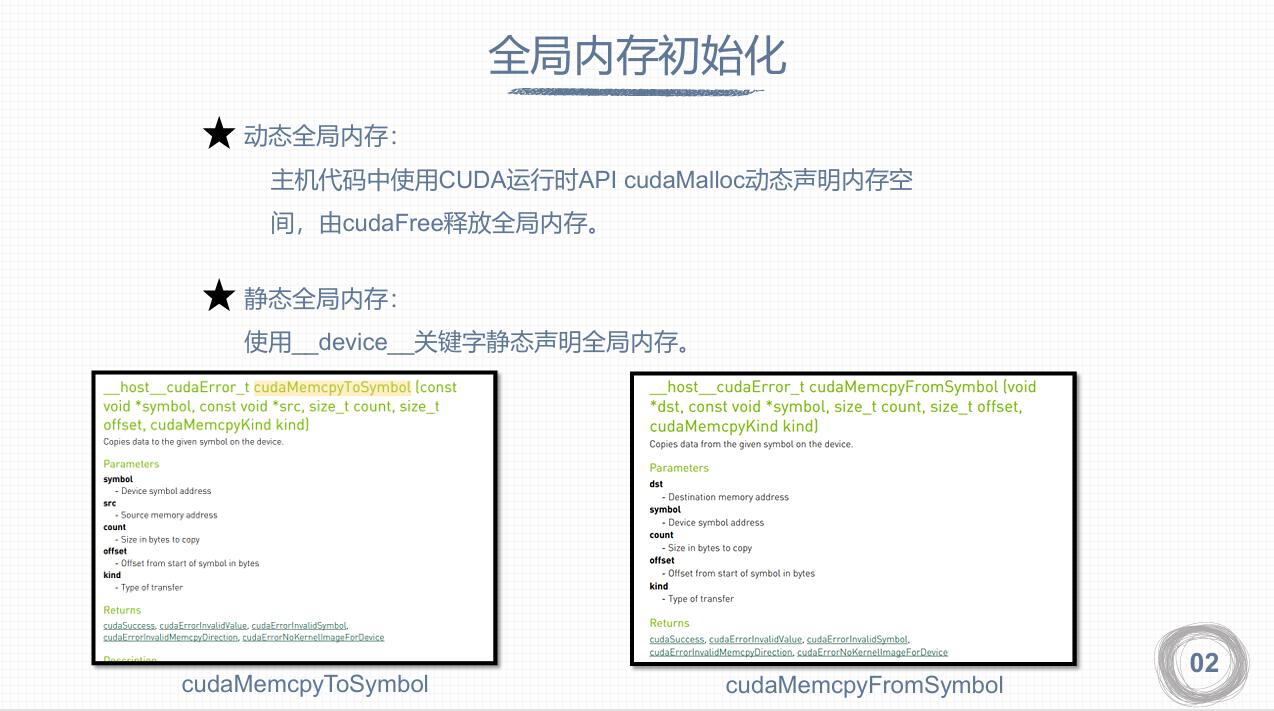 全局内存初始化
动态全局内存：
主机代码中使用CUDA运行时API cudaMalloc动态声明内存空
间，由cudaFree释放全局内存。
静态全局内存：
使用__device__关键字静态声明全局内存。
__host__cudaError_t cudaMemcpyToSymbol (const
void *symbol, const void *src, size_t count, size_t
offset, cudaMemcpyKind kind)
Copies data to the given symbol on the device.
Parameters
symbol
- Device symbol address
src
- Source memory address
count
- Size in bytes to copy
offset
- Offset from start of symbol in bytes
kind
- Type of transfer
Returns
cudaSuccess, cudaErrorInvalidValue, cudaErrorInvalidSymbol,
cudaErrorInvalidMemcpyDirection, cudaErrorNoKernelImageForDevice
Description
cudaMemcpyToSymbol
__host__cudaError_t cudaMemcpyFromSymbol (void
*dst, const void *symbol, size_t count, size_t offset,
cudaMemcpyKind kind)
Copies data from the given symbol on the device.
Parameters
dst
- Destination memory address
symbol
- Device symbol address
count
- Size in bytes to copy
offset
- Offset from start of symbol in bytes
kind
- Type of transfer
Returns
cudaSuccess, cudaErrorInvalidValue, cudaErrorInvalidSymbol,
cudaErrorInvalidMemcpyDirection, cudaErrorNoKernelImageForDevice
cudaMemcpyFromSymbol
02